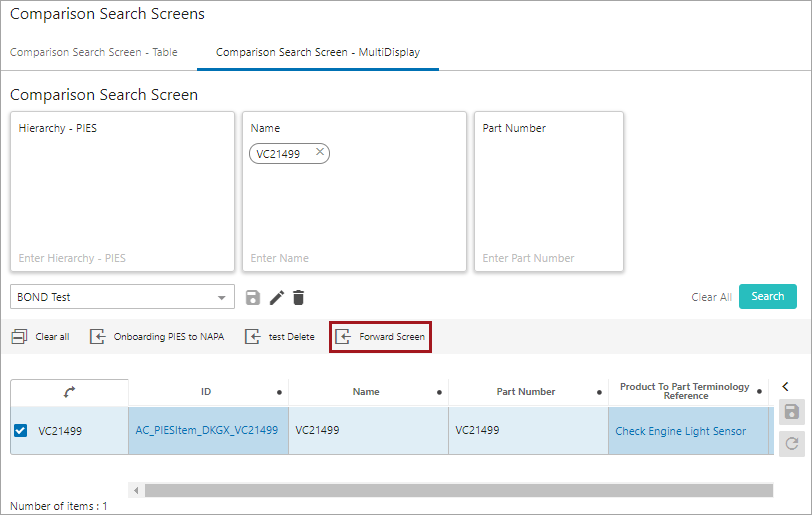 Comparison Search Screens
Comparison Search Screen - Table
Comparison Search Screen - MultiDisplay
Comparison Search Screen
Hierarchy - PIES
Name
Part Number
VC21499
Enter Hierarchy - PIES
Enter Name
Enter Part Number
BOND Test
Clear All
Search
Clear all
Onboarding PIES to NAPA
test Delete
Forward Screen
ID
Name
Part Number
Product To Part Terminology
Reference
VC21499
AC_PIESItem_DKGX_VC21499
VC21499
VC21499
Check Engine Light Sensor
Number of items : 1